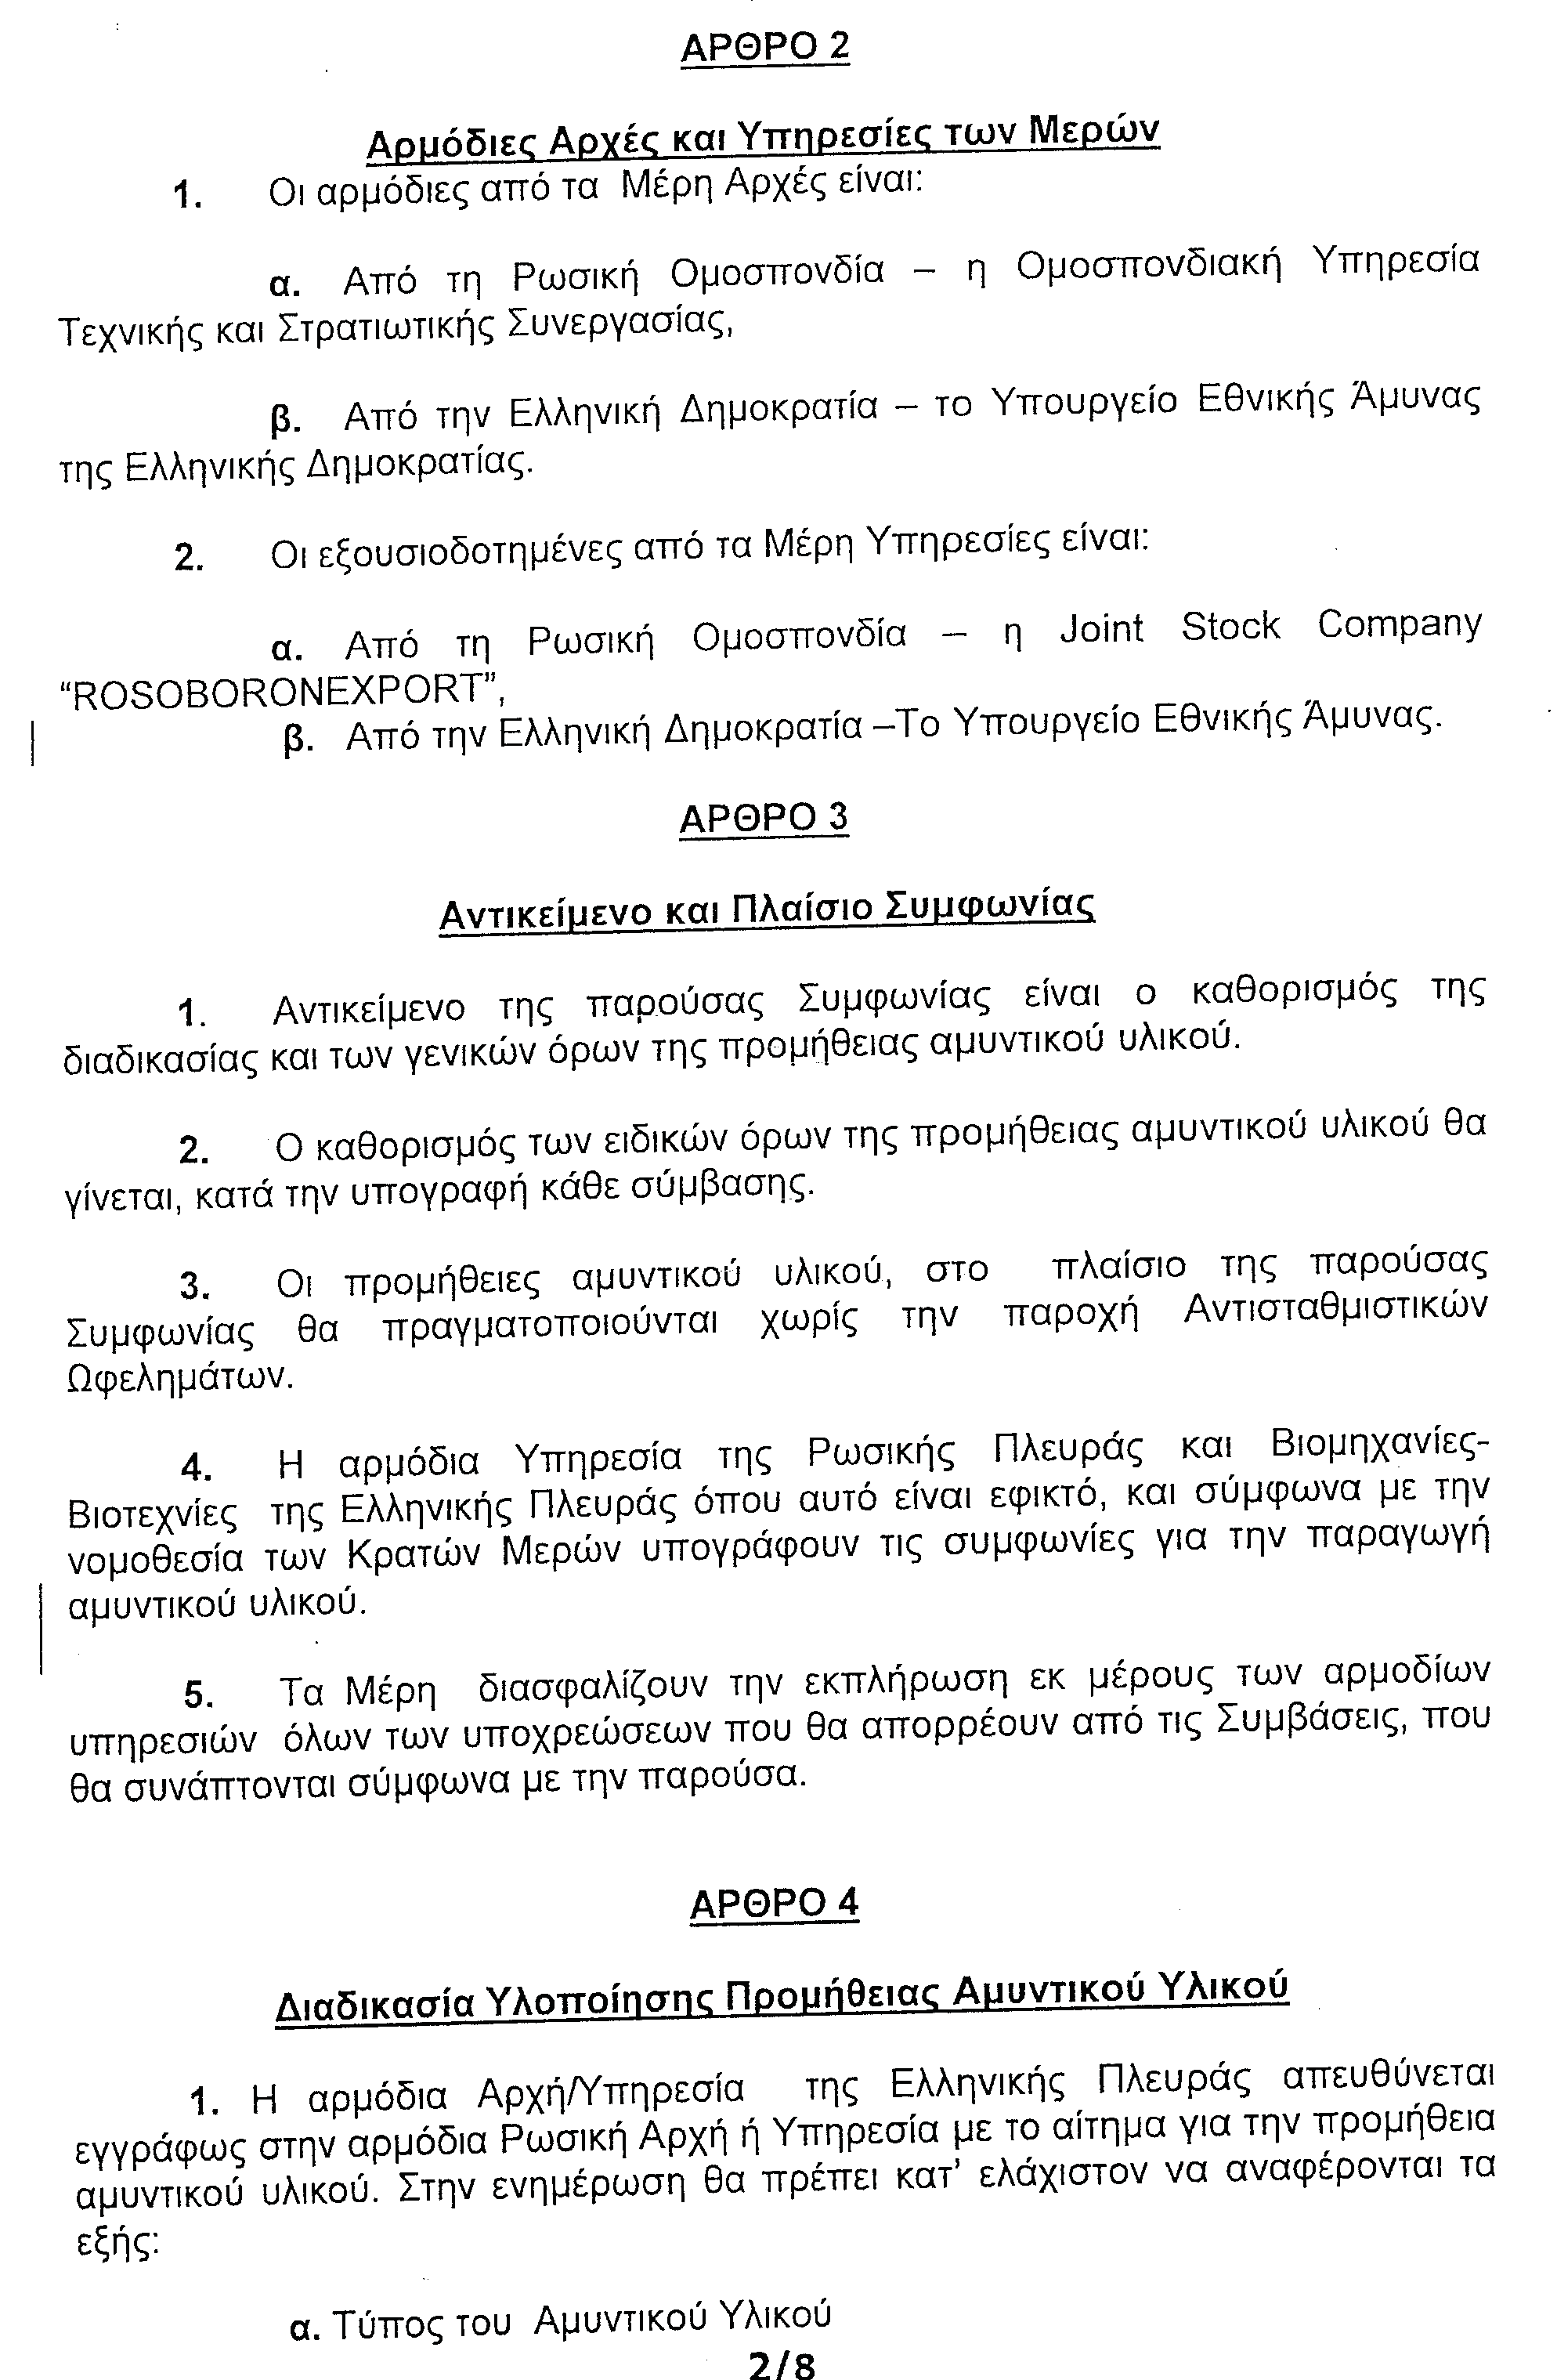 ΑΡΘΡΟ 2
Αρμόδιες Αρχές και Υπηρεσίες των Μερών
1. Οι αρμόδιες από τα Μέρη Αρχές είναι:
α. Από τη Ρωσική Ομοσπονδία – η Ομοσπονδιακή Υπηρεσία
Τεχνικής και Στρατιωτικής Συνεργασίας,
β. Από την Ελληνική Δημοκρατία – το Υπουργείο Εθνικής Άμυνας
της Ελληνικής Δημοκρατίας.
2. Οι εξουσιοδοτημένες από τα Μέρη Υπηρεσίες είναι:
α. Από τη Ρωσική Ομοσπονδία – η Joint Stock Company
“ROSOBORONEXPORT”,
β. Από την Ελληνική Δημοκρατία –Το Υπουργείο Εθνικής Άμυνας.
ΑΡΘΡΟ 3
Αντικείμενο και Πλαίσιο Συμφωνίας
1. Αντικείμενο της παρούσας Συμφωνίας είναι ο καθορισμός της
διαδικασίας και των γενικών όρων της προμήθειας αμυντικού υλικού.
2. Ο καθορισμός των ειδικών όρων της προμήθειας αμυντικού υλικού θα
γίνεται, κατά την υπογραφή κάθε σύμβασης.
3. Οι προμήθειες αμυντικού υλικού, στο πλαίσιο της παρούσας
Συμφωνίας θα πραγματοποιούνται χωρίς την παροχή Αντισταθμιστικών
Ωφελημάτων.
4. Η αρμόδια Υπηρεσία της Ρωσικής Πλευράς και Βιομηχανίες-
Βιοτεχνίες της Ελληνικής Πλευράς όπου αυτό είναι εφικτό, και σύμφωνα με την
νομοθεσία των Κρατών Μερών υπογράφουν τις συμφωνίες για την παραγωγή
αμυντικού υλικού.
5. Τα Μέρη διασφαλίζουν την εκπλήρωση εκ μέρους των αρμοδίων
υπηρεσιών όλων των υποχρεώσεων που θα απορρέουν από τις Συμβάσεις, που
θα συνάπτονται σύμφωνα με την παρούσα.
ΑΡΘΡΟ 4
Διαδικασία Υλοποίησης Προμήθειας Αμυντικού Υλικού
1. Η αρμόδια Αρχή/Υπηρεσία της Ελληνικής Πλευράς απευθύνεται
εγγράφως στην αρμόδια Ρωσική Αρχή ή Υπηρεσία με το αίτημα για την προμήθεια
αμυντικού υλικού. Στην ενημέρωση θα πρέπει κατ’ ελάχιστον να αναφέρονται τα
εξής:
α. Τύπος του Αμυντικού Υλικού
2/8